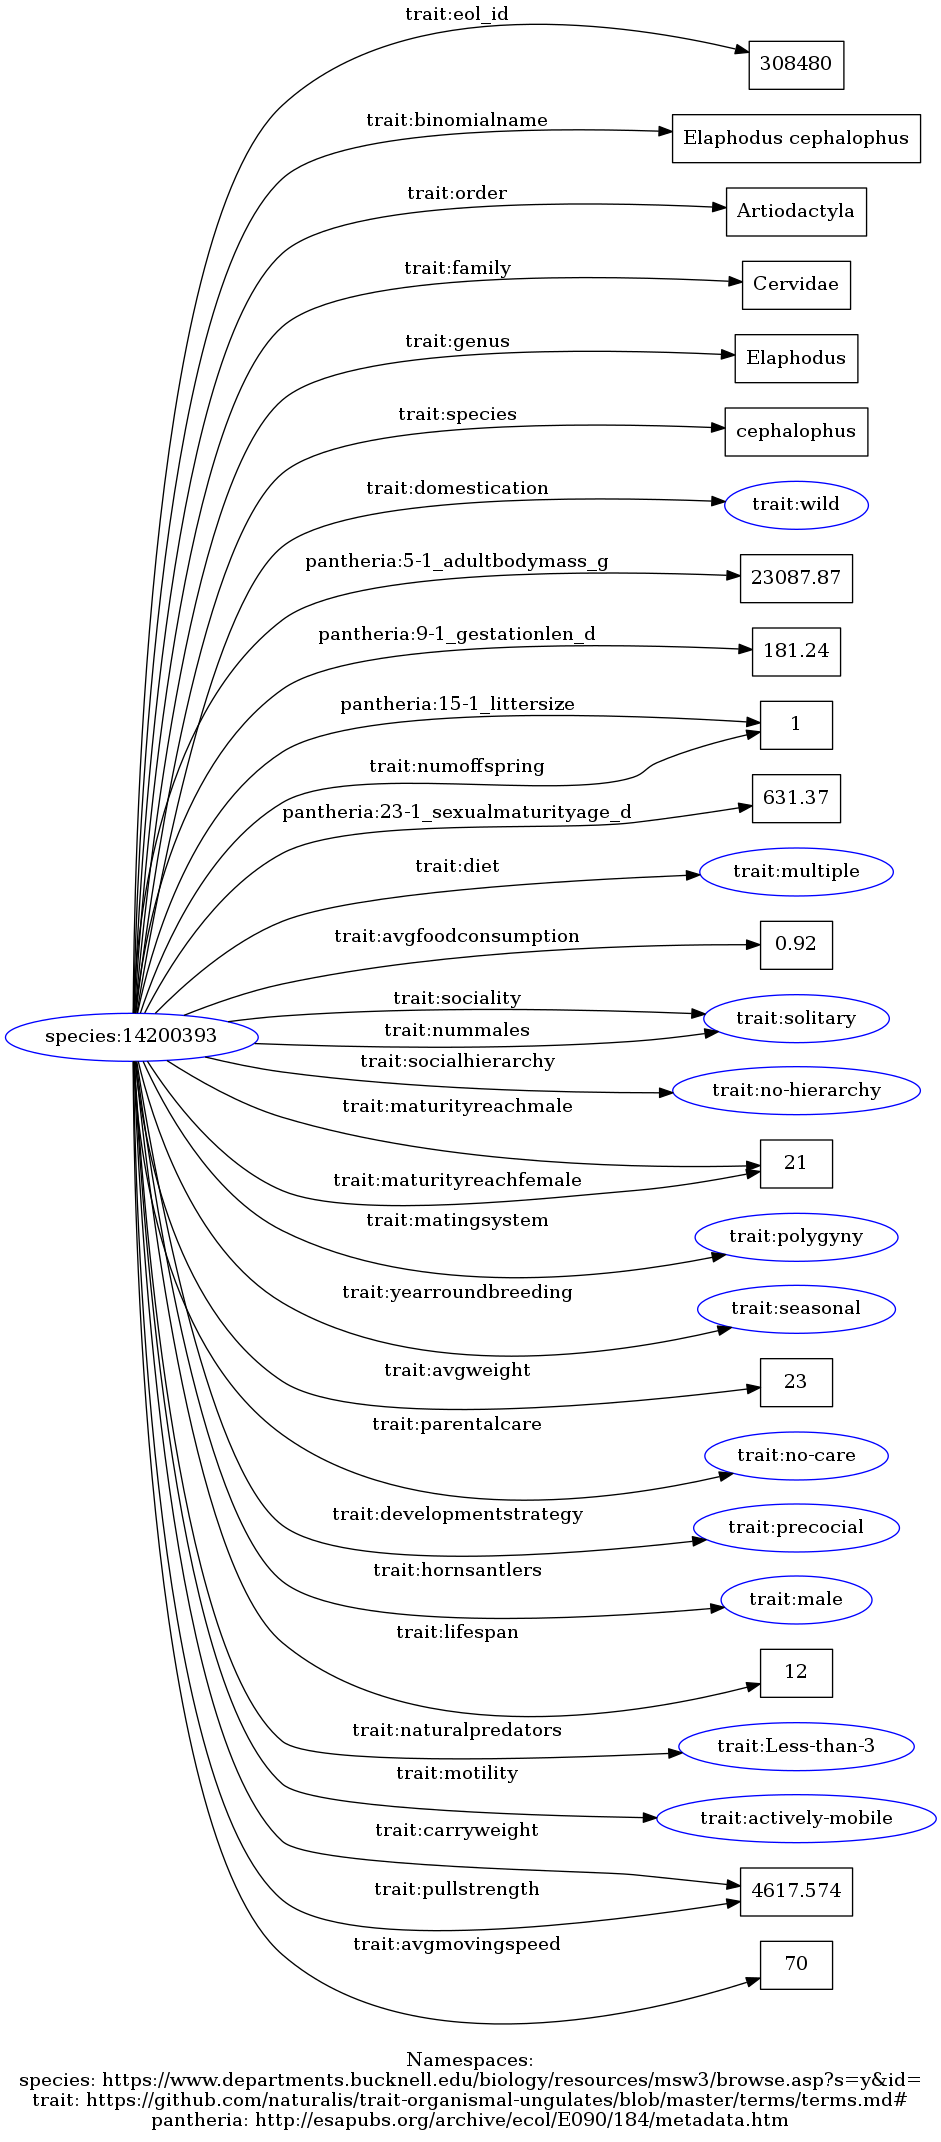 trait:eol_id
308480
trait:binomialname
Elaphodus cephalophus
trait:order
Artiodactyla
trait:family
Cervidae
trait:genus
Elaphodus
trait:species
cephalophus
trait:domestication
trait:wild
pantheria:5-1_adultbodymass_g
23087.87
pantheria:9-1_gestationlen_d
181.24
pantheria:15-1_littersize
1
trait:numoffspring
pantheria:23-1_sexualmaturityage_d
631.37
trait:diet
trait:multiple
trait:avgfoodconsumption
0.92
trait:sociality
trait:solitary
trait:nummales
species:14200393
trait:socialhierarchy
trait:no-hierarchy
trait:maturityreachmale
21
trait:maturityreachfemale
trait:matingsystem
trait:polygyny
trait:yearroundbreeding
trait:seasonal
trait:avgweight
23
trait:parentalcare
trait:no-care
trait:developmentstrategy
trait:precocial
trait:hornsantlers
trait:male
trait:lifespan
12
trait:naturalpredators
trait:Less-than-3
trait:motility
trait:actively-mobile
trait:carryweight
4617.574
trait:pullstrength
trait:avgmovingspeed
70
Namespaces:
species: https://www.departments.bucknell.edu/biology/resources/msw3/browse.asp?s=y&id=
trait: https://github.com/naturalis/trait-organismal-ungulates/blob/master/terms/terms.md#
pantheria: http://esapubs.org/archive/ecol/E090/184/metadata.htm